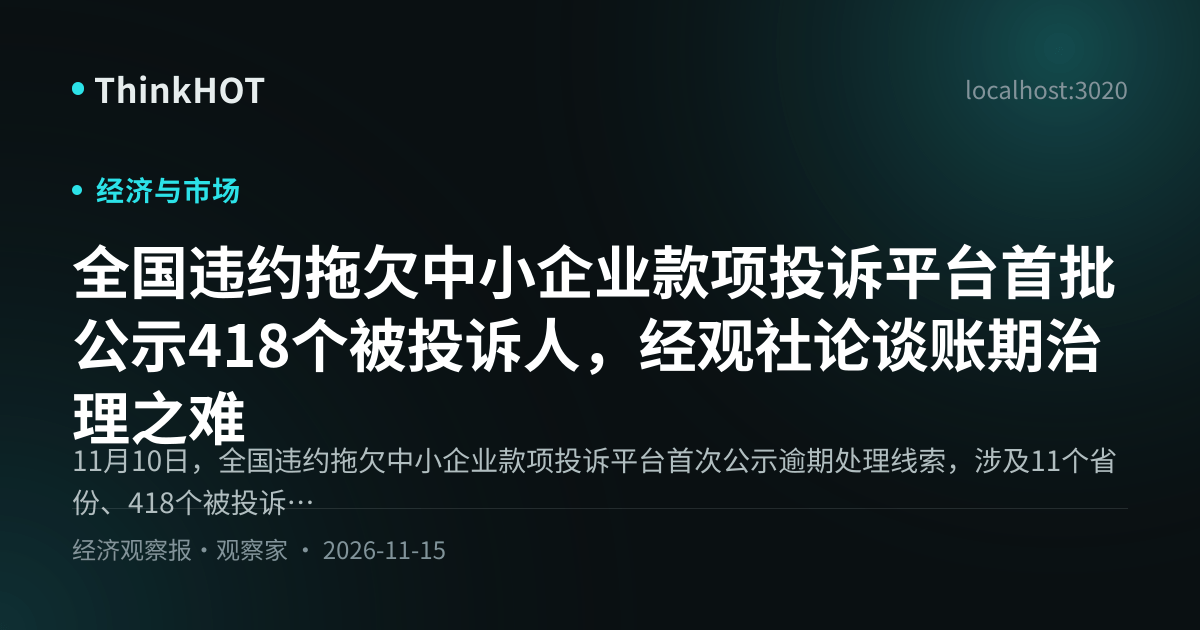 ThinkHOT
localhost:3020
经济与市场
全国违约拖欠中小企业款项投诉平台首批
公示418个被投诉人，经观社论谈账期治
理之难
11月10日，全国违约拖欠中小企业款项投诉平台首次公示逾期处理线索，涉及11个省
份、418个被投诉…
经济观察报·观察家 · 2026-11-15